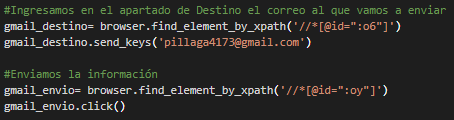 #Ingresamos en el apartado de Destino el correo al que vamos a enviar
gmail_destino= browser.find_element_by_xpath('//*[@id=":o6"]')
gmail_destino.send_keys('pillaga4173@gmail.com')
#Enviamos la información
gmail_envio= browser.find_element_by_xpath('//*[@id=":oy"]')
gmail_envio.click()